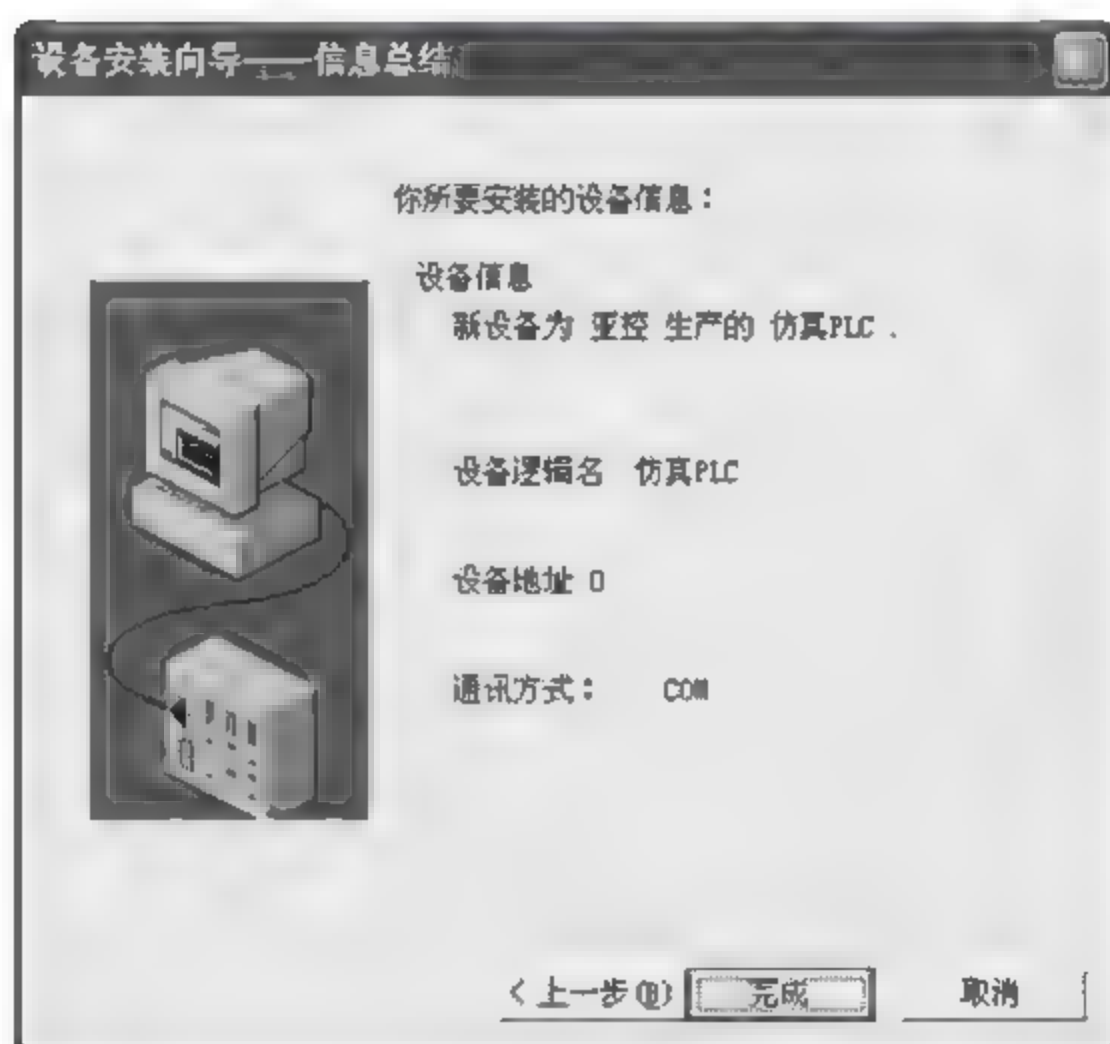 设备安装向导——信息总结
你所要安装的设备信息：
设备信息
新设备为 亚控 生产的 仿真PLC .
设备逻辑名 仿真PLC
设备地址 0
通讯方式： COM
< 上一步(B) 完成 取消